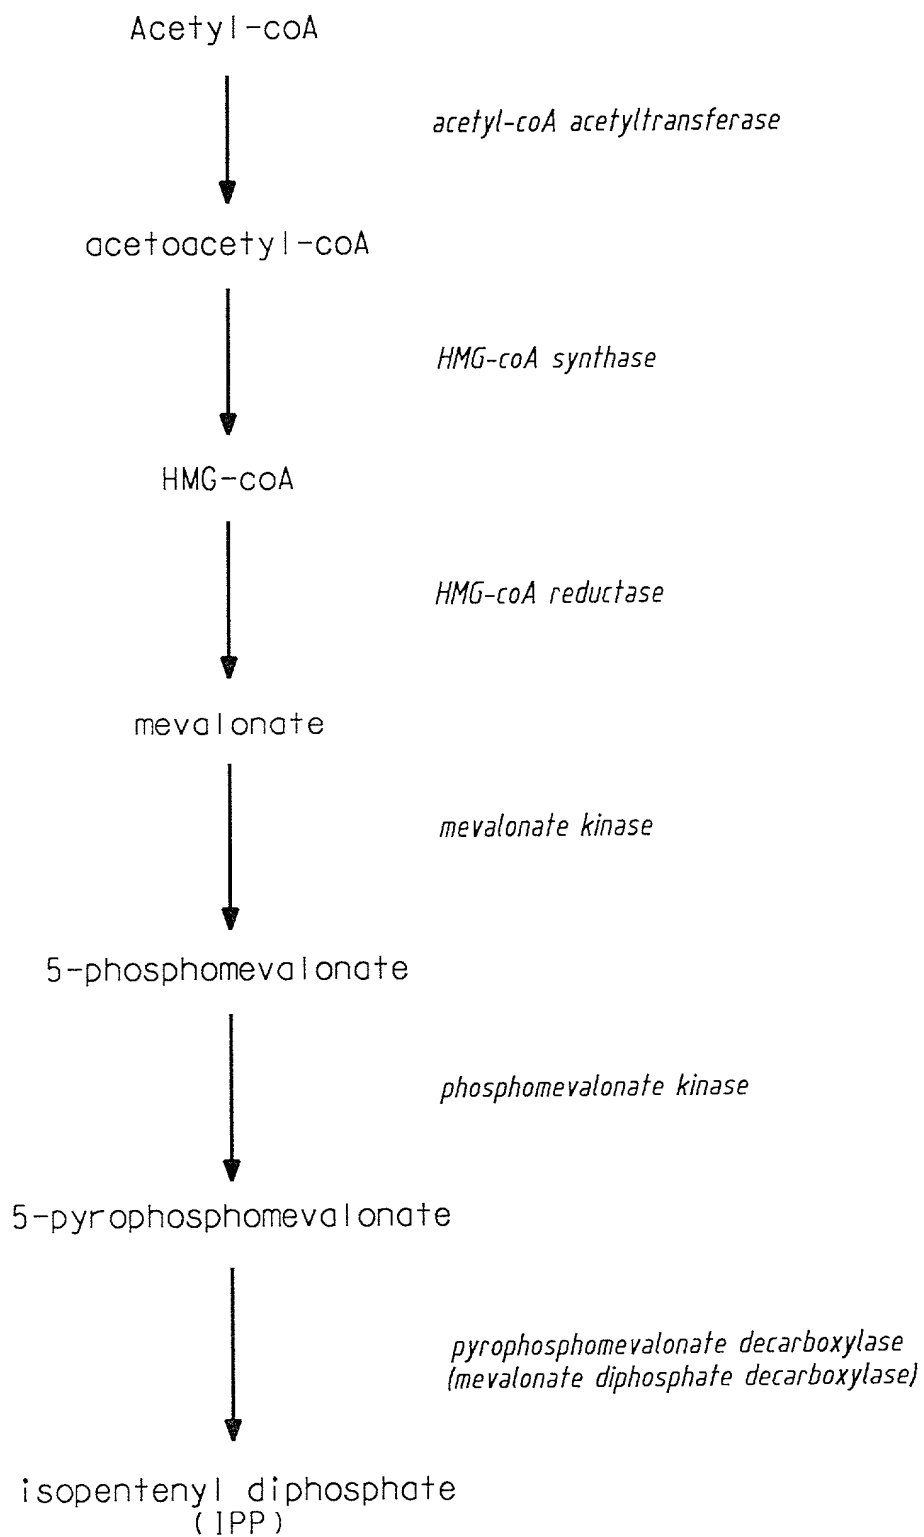 Acetyl-coA
acetyl-coA acetyltransferase
acetoacetyl-coA
HMG-coA synthase
HMG-coA
HMG-coA reductase
mevalonate
mevalonate kinase
5-phosphomevalonate
phosphomevalonate kinase
5-pyrophosphomevalonate
pyrophosphomevalonate decarboxylase
(mevalonate diphosphate decarboxylase)
isopentenyl diphosphate
(IPP)